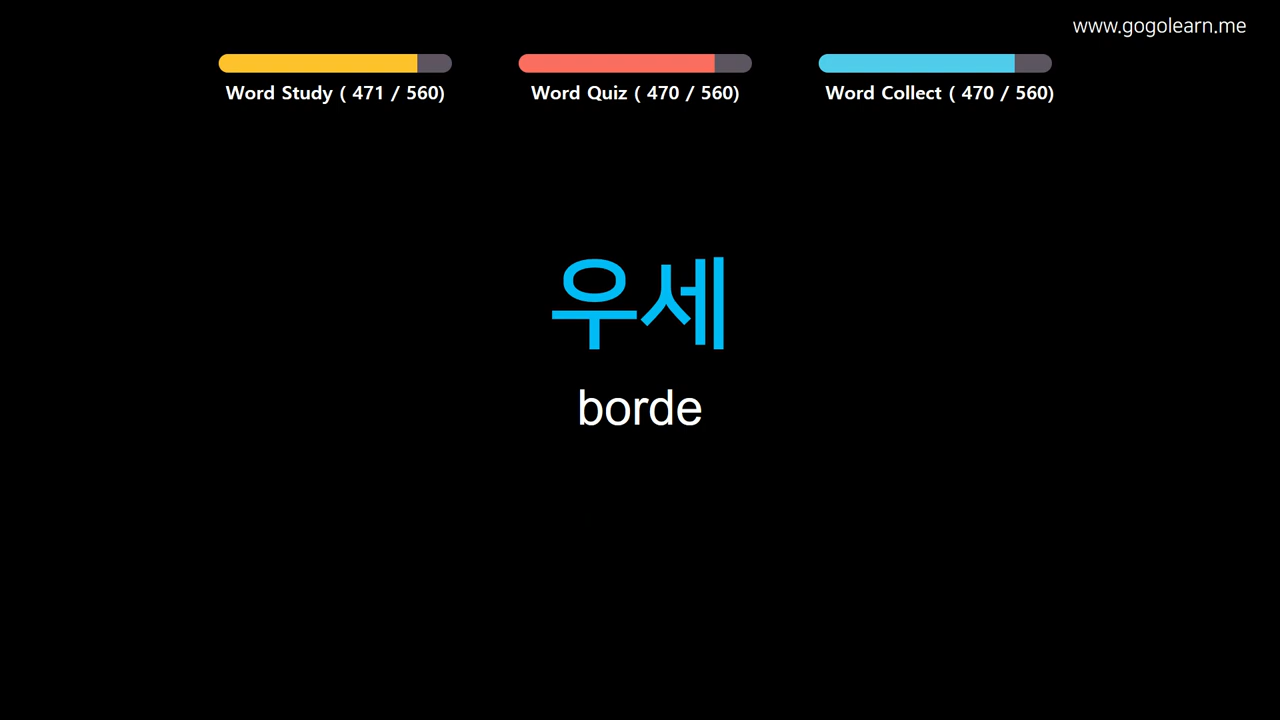 www.gogolearn.me
Word Study ( 471 / 560)
Word Quiz ( 470 / 560)
Word Collect ( 470 / 560)
우세
borde